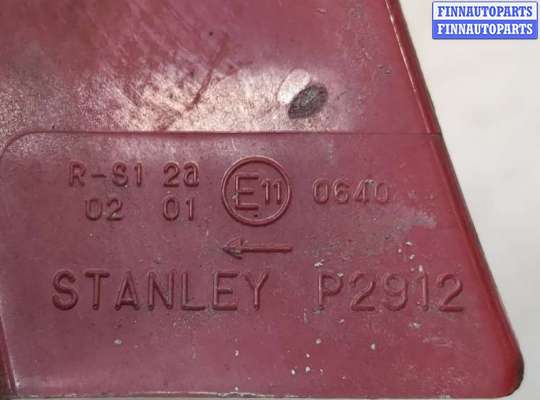 FINNAUTOPARTS
FINNAUTOPARTS
R-S1 2a E11 0640
02 01
STANLEY P2912